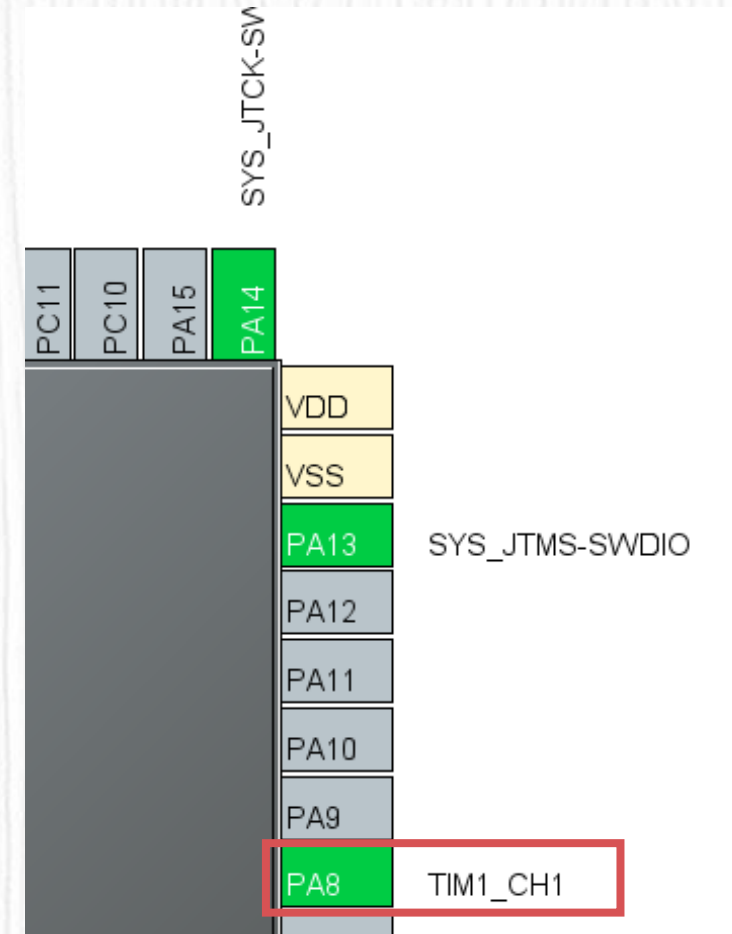 SYS_JTCK-SW
PC11
PC10
PA15
PA14
VDD
VSS
PA13 SYS_JTMS-SWDIO
PA12
PA11
PA10
PA9
PA8 TIM1_CH1